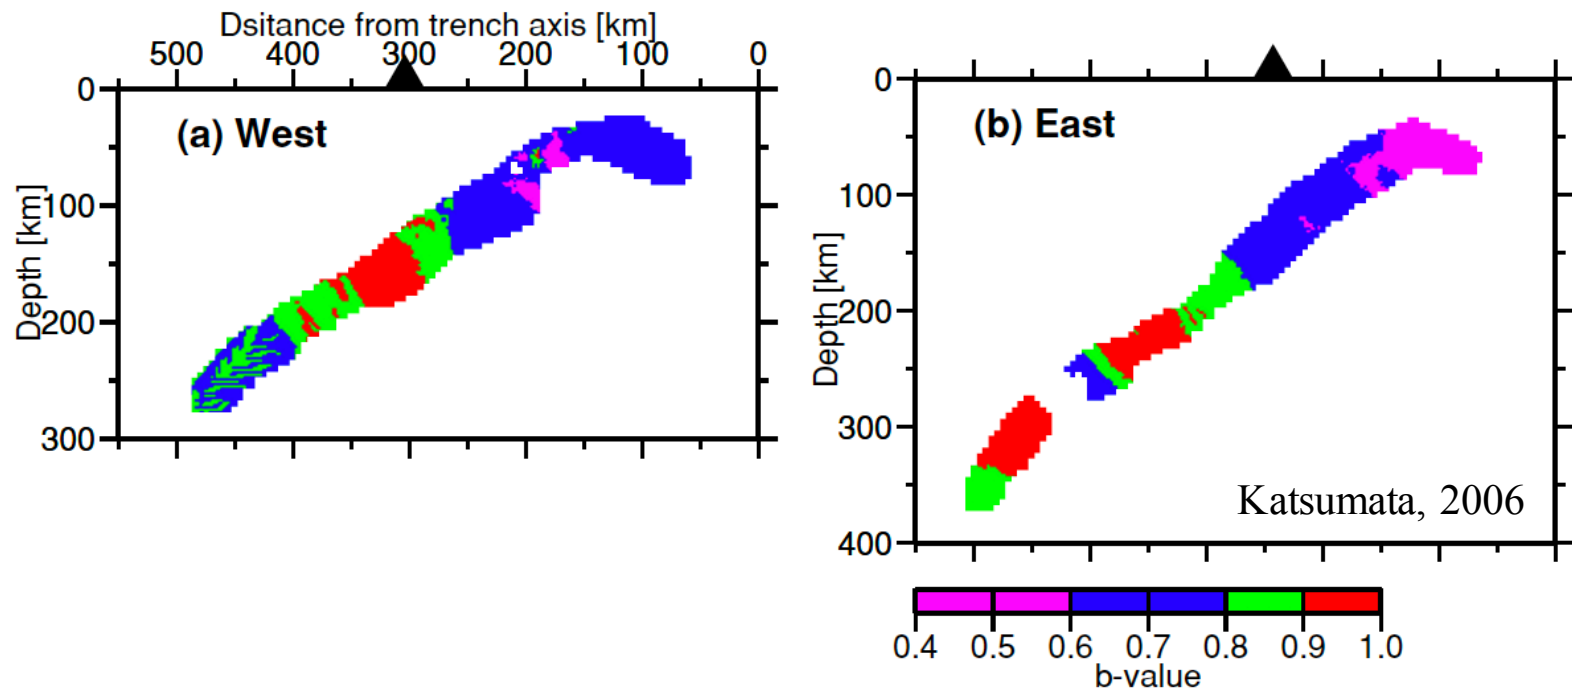 Dsitance from trench axis [km]
500 400 300 200 100 0
(a) West
Depth [km]
0
100
200
300
(b) East
Depth [km]
0
100
200
300
400
Katsumata, 2006
0.4 0.5 0.6 0.7 0.8 0.9 1.0
b-value